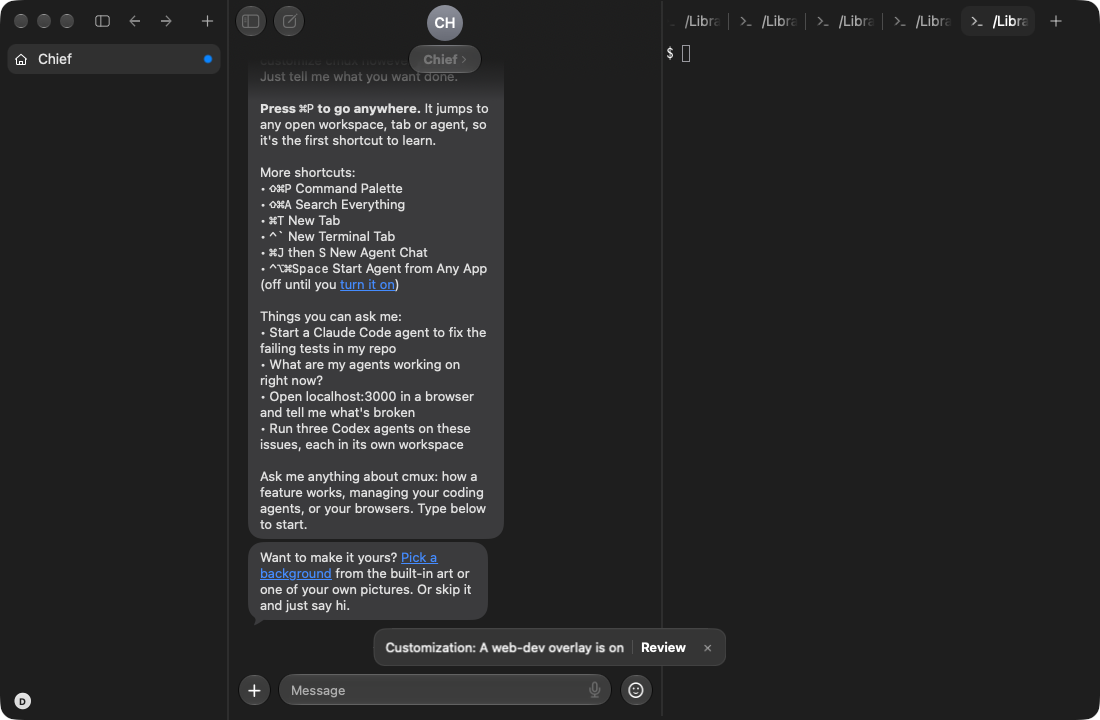 CH
/Libra
/Libra
/Libra
/Libra
/Libra
Chief
Chief
$
Just tell me what you want done.
Press ⌘P to go anywhere. It jumps to
any open workspace, tab or agent, so
it's the first shortcut to learn.
More shortcuts:
• ⇧⌘P Command Palette
• ⇧⌘A Search Everything
• ⌘T New Tab
• ^` New Terminal Tab
• ⌘J then S New Agent Chat
• ^⌥⌘Space Start Agent from Any App
(off until you turn it on)
Things you can ask me:
• Start a Claude Code agent to fix the
failing tests in my repo
• What are my agents working on
right now?
• Open localhost:3000 in a browser
and tell me what's broken
• Run three Codex agents on these
issues, each in its own workspace
Ask me anything about cmux: how a
feature works, managing your coding
agents, or your browsers. Type below
to start.
Want to make it yours? Pick a
background from the built-in art or
one of your own pictures. Or skip it
and just say hi.
Customization: A web-dev overlay is on
Review
Message
D